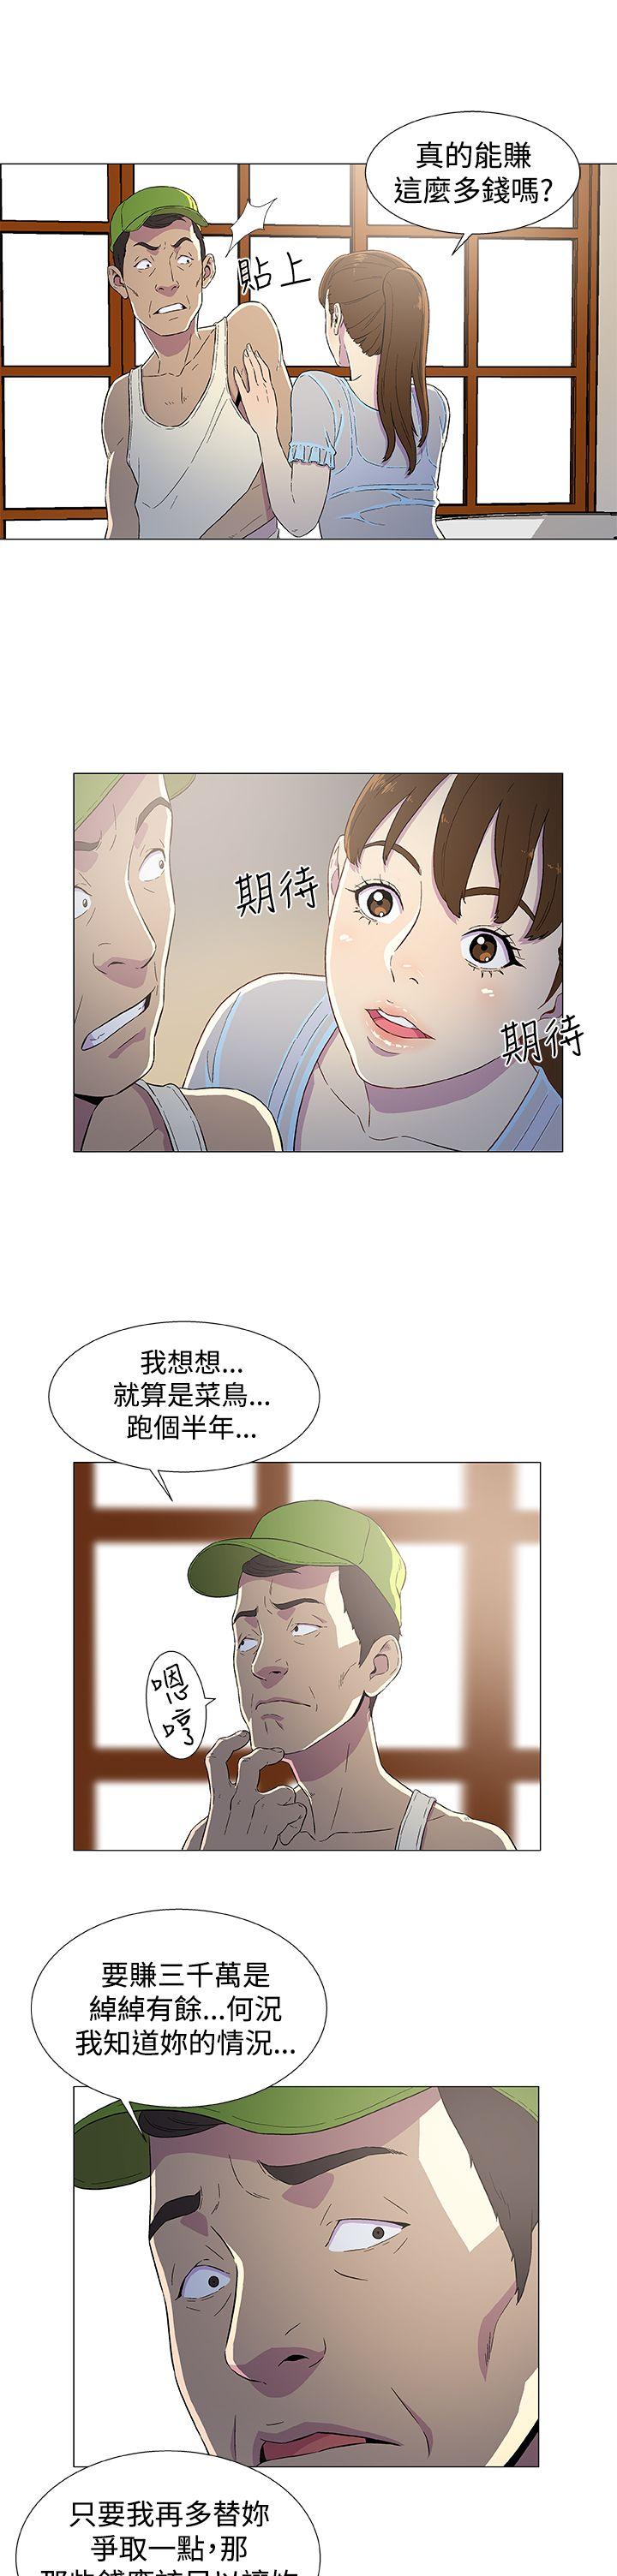 真的能賺
這麼多錢嗎?
貼上
期待
期待
我想想...
就算是菜鳥...
跑個半年...
嗯哼
要賺三千萬是
綽綽有餘...何況
我知道妳的情況...
只要我再多替妳
爭取一點,那